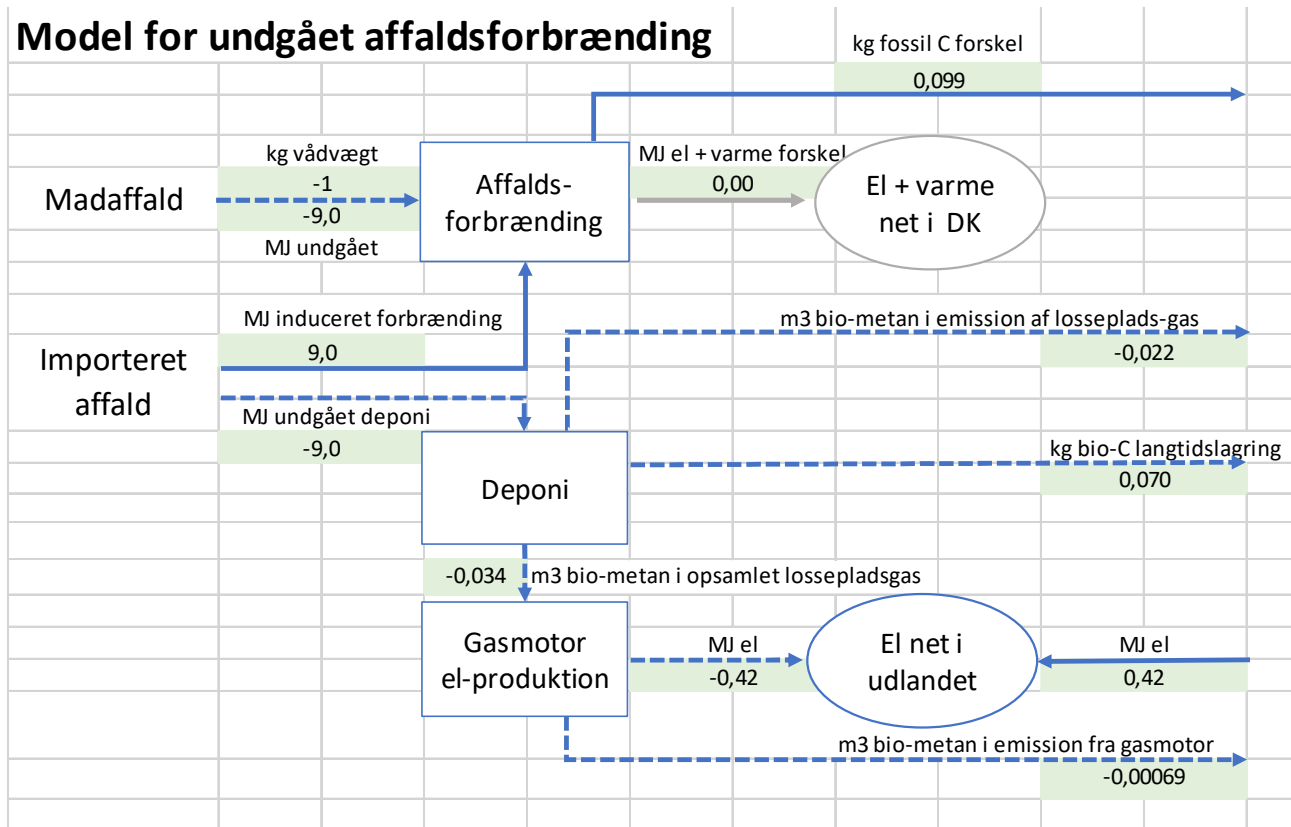 Model for undgået affaldsforbrænding
kg fossil C forskel
0,099
kg vådvægt
-1
Madaffald
-9,0
MJ undgået
Affalds-
forbrænding
MJ el + varme forskel
0,00
El + varme
net i DK
MJ induceret forbrænding
9,0
Importeret
affald
MJ undgået deponi
-9,0
m3 bio-metan i emission af losseplads-gas
-0,022
kg bio-C langtidslagring
0,070
Deponi
-0,034
m3 bio-metan i opsamlet lossepladsgas
Gasmotor
el-produktion
MJ el
-0,42
El net i
udlandet
MJ el
0,42
m3 bio-metan i emission fra gasmotor
-0,00069